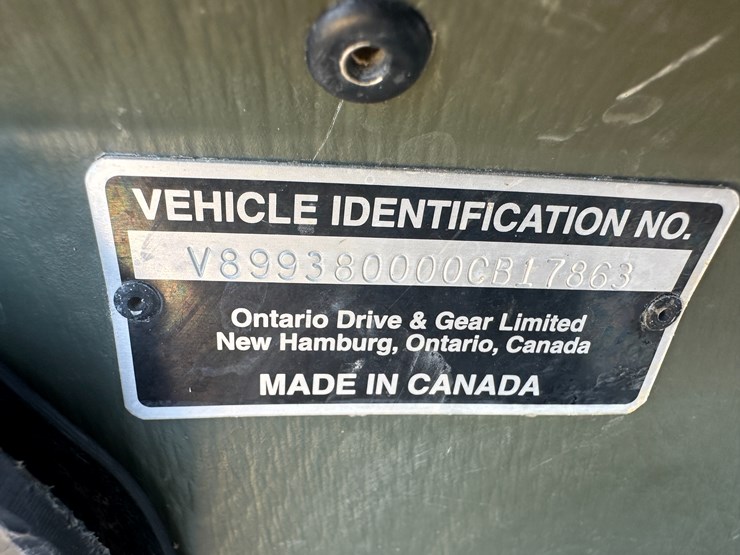 VEHICLE IDENTIFICATION NO.
V899380000CB17863
Ontario Drive & Gear Limited
New Hamburg, Ontario, Canada
MADE IN CANADA